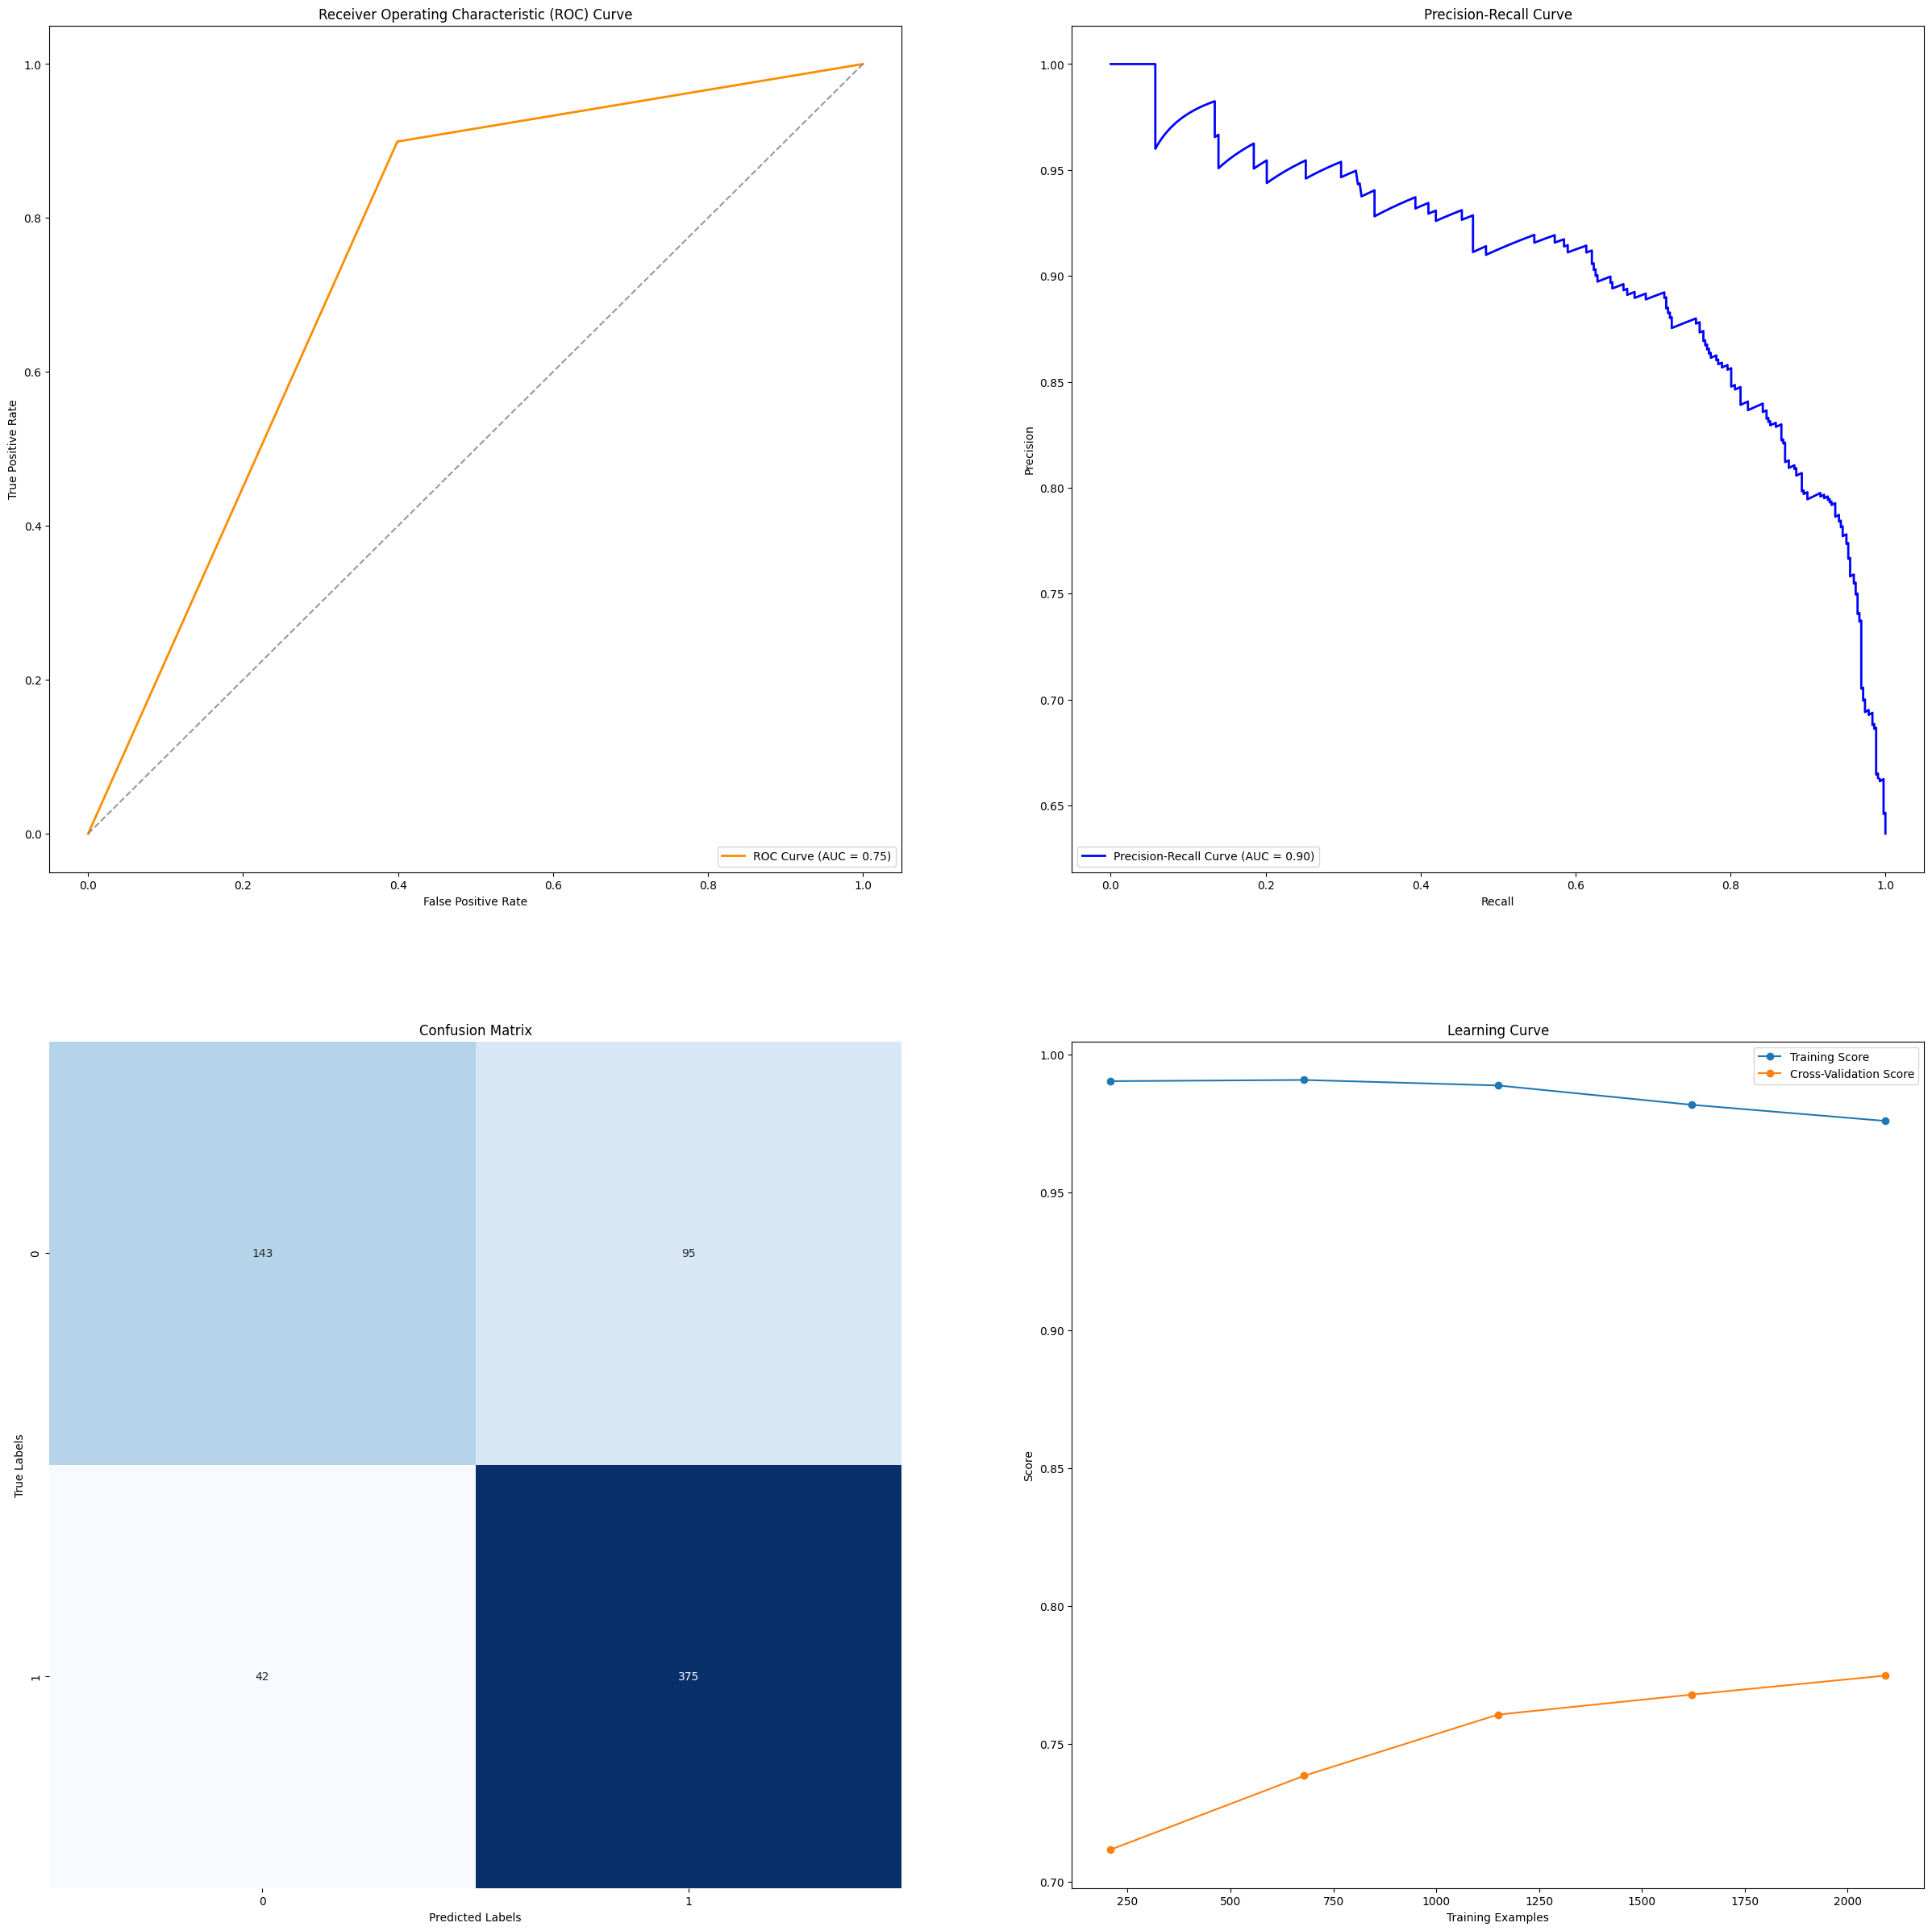 Receiver Operating Characteristic (ROC) Curve
True Positive Rate
1.0
0.8
0.6
0.4
0.2
0.0
0.0 0.2 0.4 0.6 0.8 1.0
False Positive Rate
ROC Curve (AUC = 0.75)
Precision-Recall Curve
Precision
1.00
0.95
0.90
0.85
0.80
0.75
0.70
0.65
0.0 0.2 0.4 0.6 0.8 1.0
Recall
Precision-Recall Curve (AUC = 0.90)
Confusion Matrix
True Labels
0
1
143 95
42 375
0 1
Predicted Labels
Learning Curve
Training Score
Cross-Validation Score
Score
1.00
0.95
0.90
0.85
0.80
0.75
0.70
250 500 750 1000 1250 1500 1750 2000
Training Examples